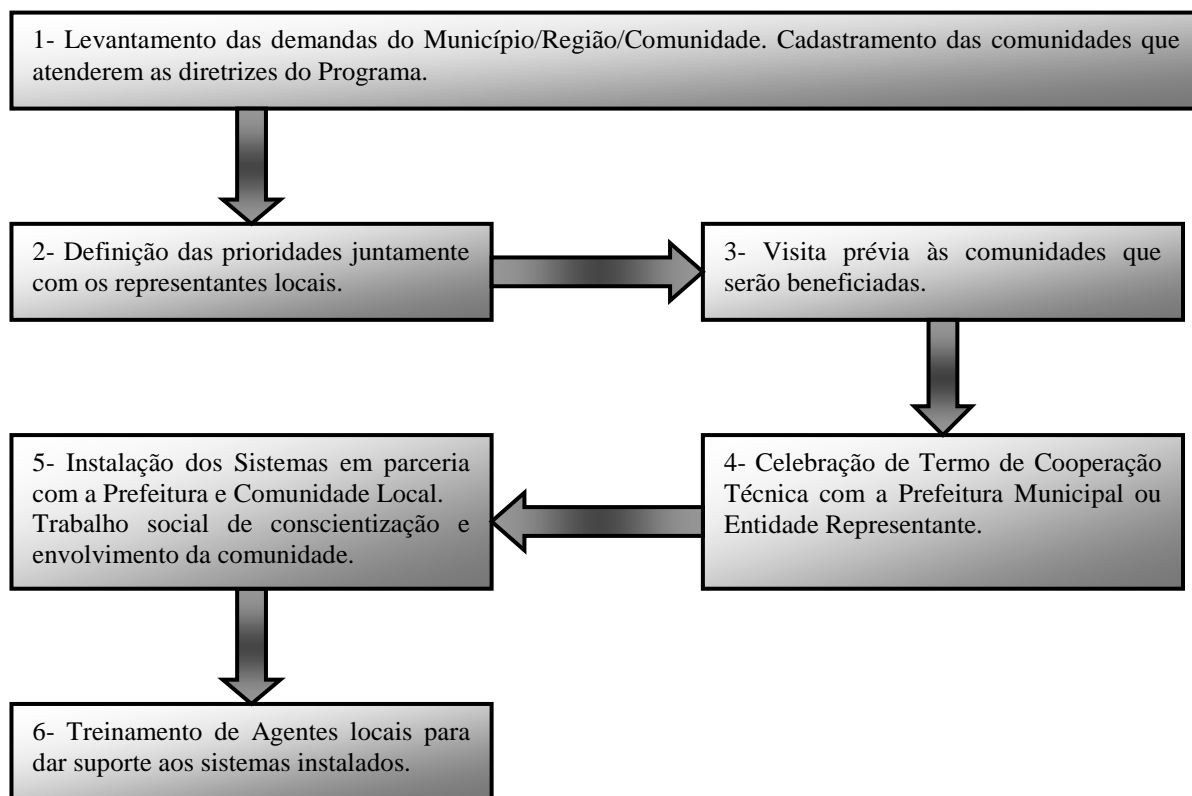 1- Levantamento das demandas do Município/Região/Comunidade. Cadastramento das comunidades que
atenderem as diretrizes do Programa.
2- Definição das prioridades juntamente
com os representantes locais.
3- Visita prévia às comunidades que
serão beneficiadas.
4- Celebração de Termo de Cooperação
Técnica com a Prefeitura Municipal ou
Entidade Representante.
5- Instalação dos Sistemas em parceria
com a Prefeitura e Comunidade Local.
Trabalho social de conscientização e
envolvimento da comunidade.
6- Treinamento de Agentes locais para
dar suporte aos sistemas instalados.